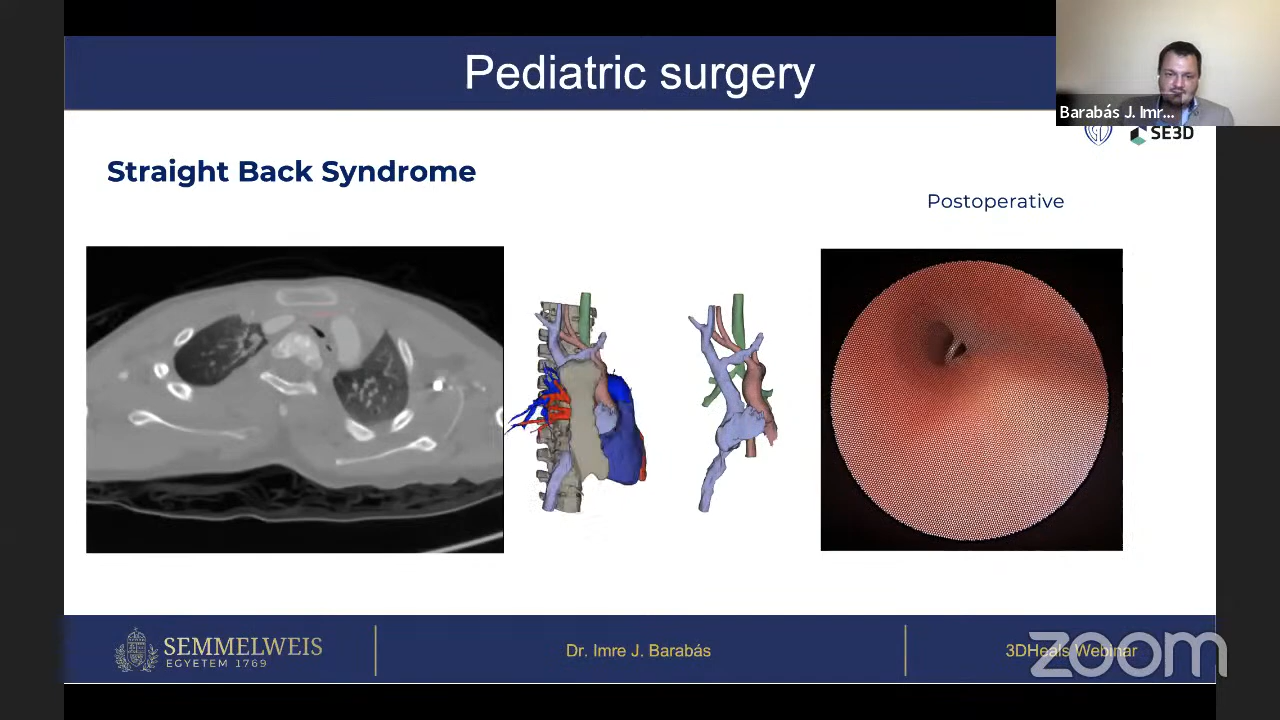 Pediatric surgery
Barabás J. Imr...
SE3D
Straight Back Syndrome
Postoperative
SEMMELWEIS
EGYETEM 1769
Dr. Imre J. Barabás
3DHeals Webinar
zoom